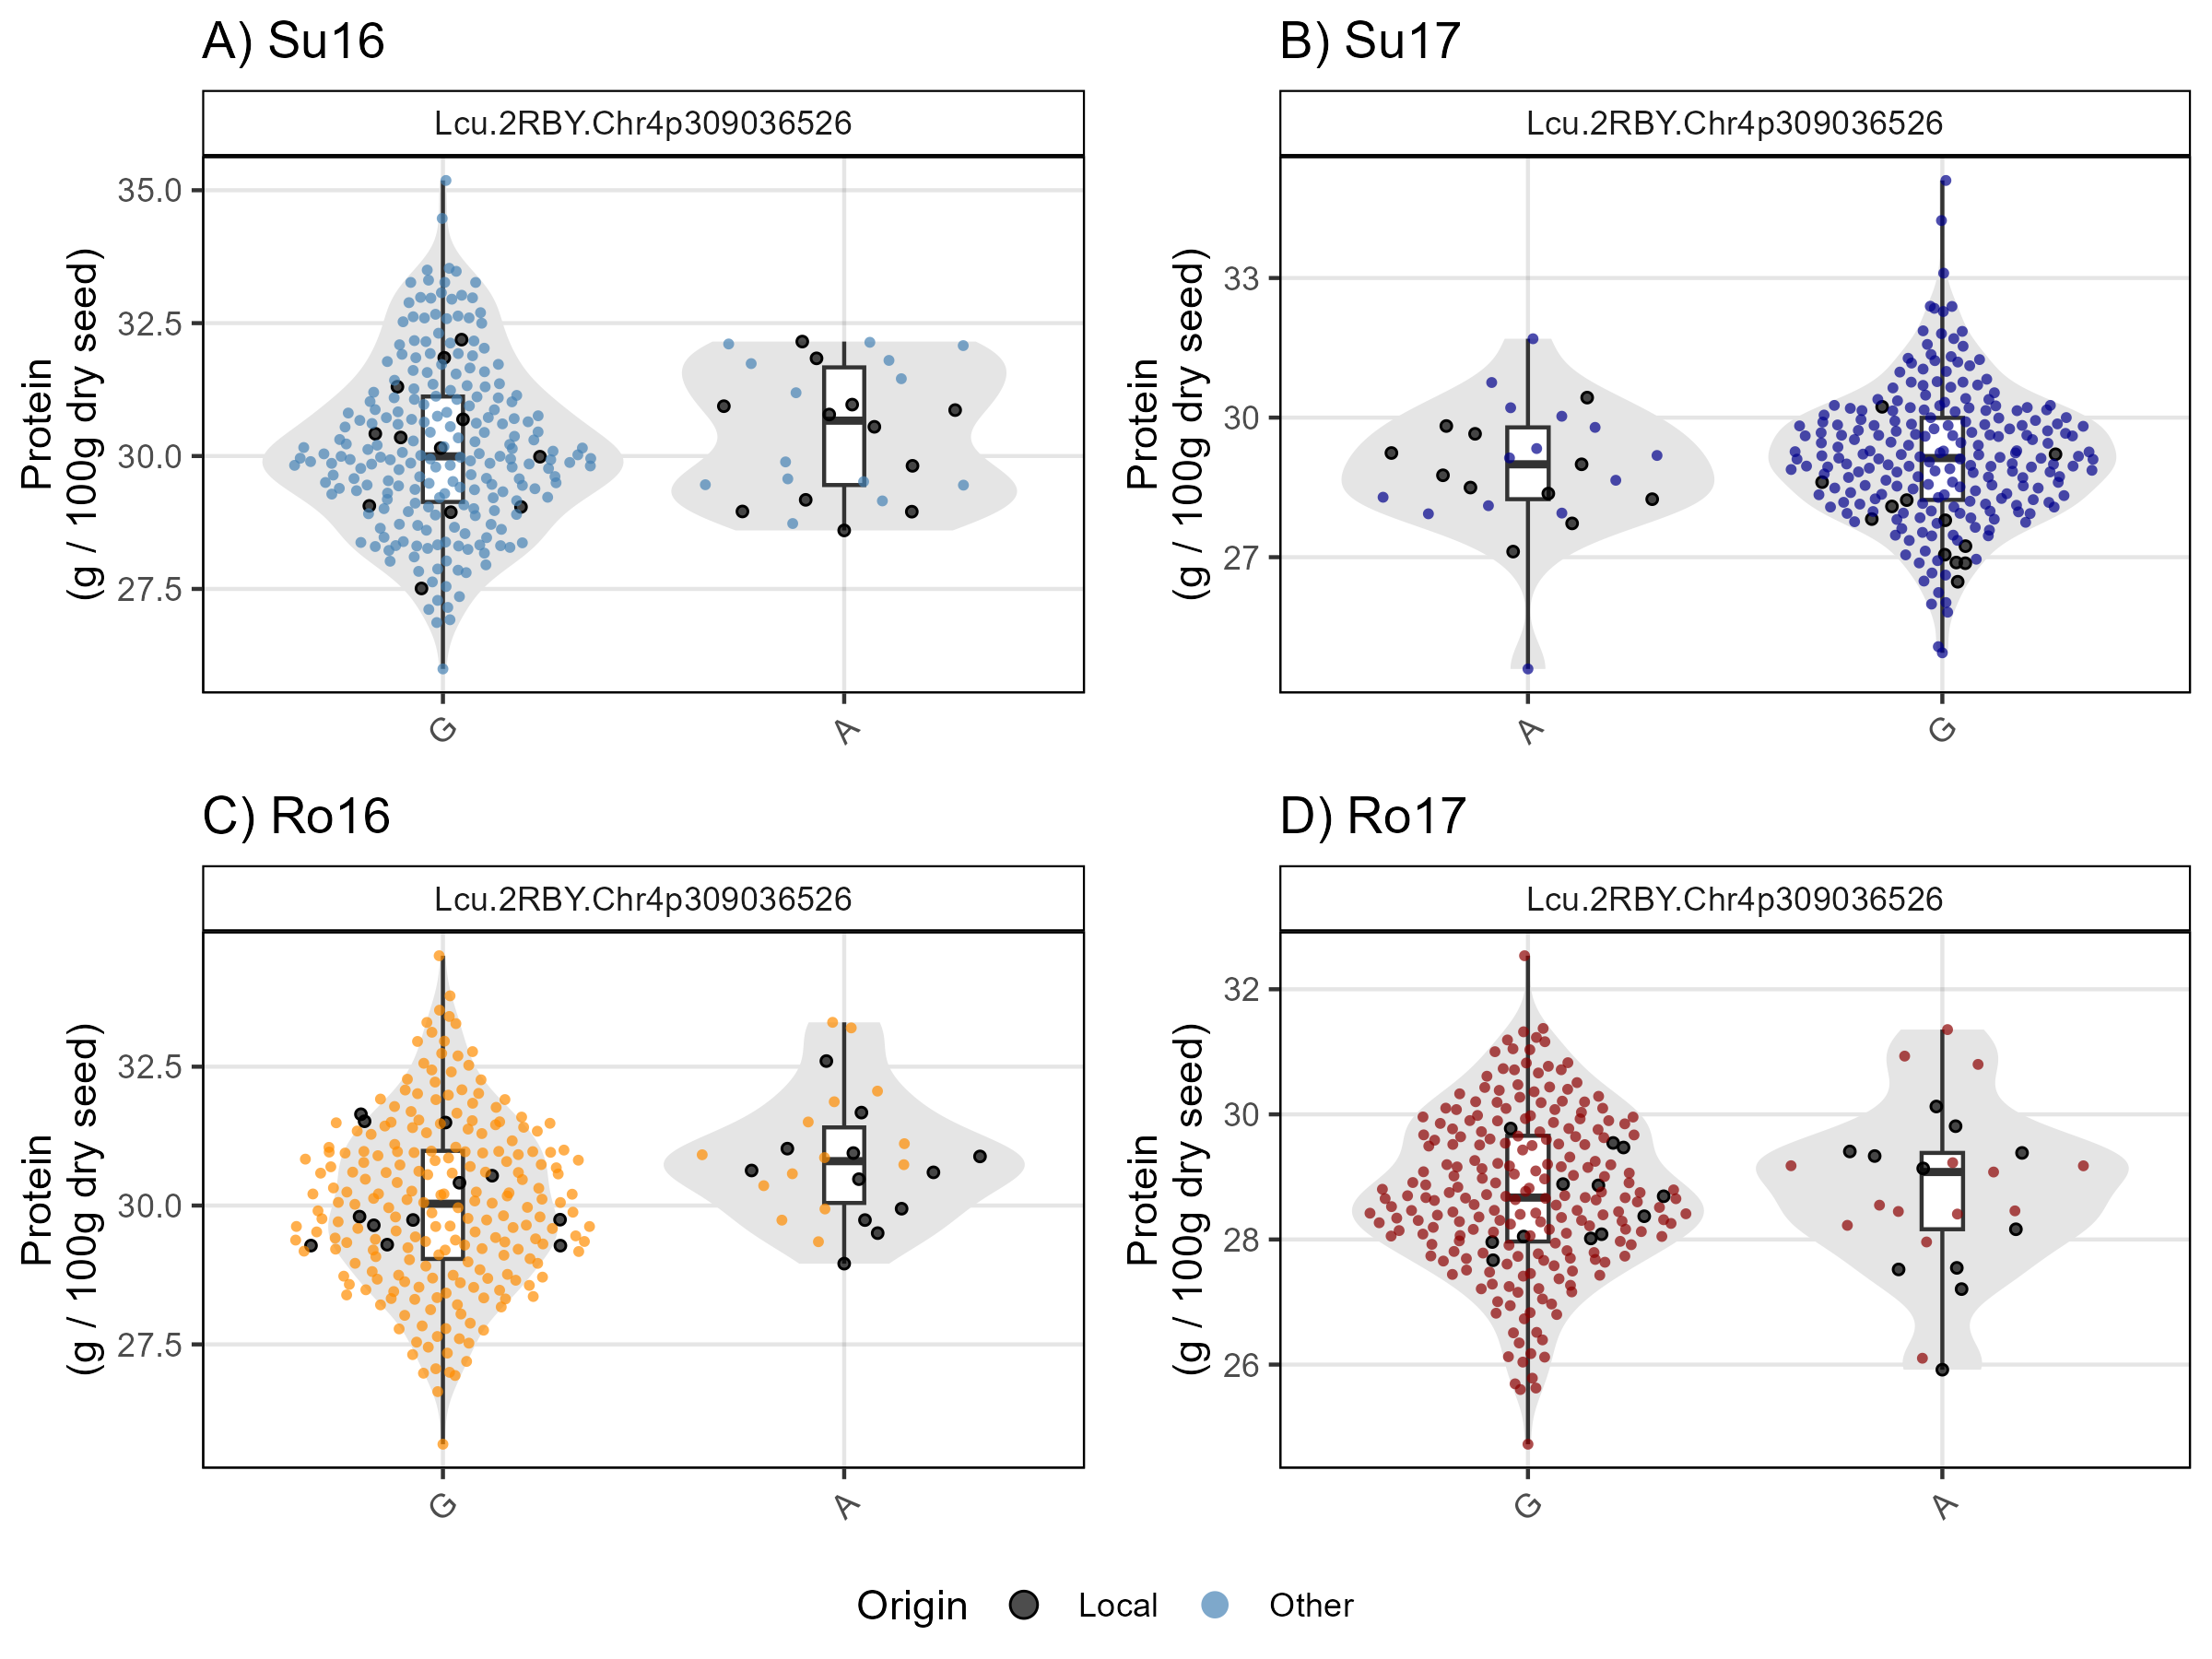 A) Su16
Lcu.2RBY.Chr4p309036526
Protein
(g / 100g dry seed)
35.0
32.5
30.0
27.5
G
A
B) Su17
Lcu.2RBY.Chr4p309036526
Protein
(g / 100g dry seed)
33
30
27
A
G
C) Ro16
Lcu.2RBY.Chr4p309036526
Protein
(g / 100g dry seed)
32.5
30.0
27.5
G
A
D) Ro17
Lcu.2RBY.Chr4p309036526
Protein
(g / 100g dry seed)
32
30
28
26
G
A
Origin
Local
Other